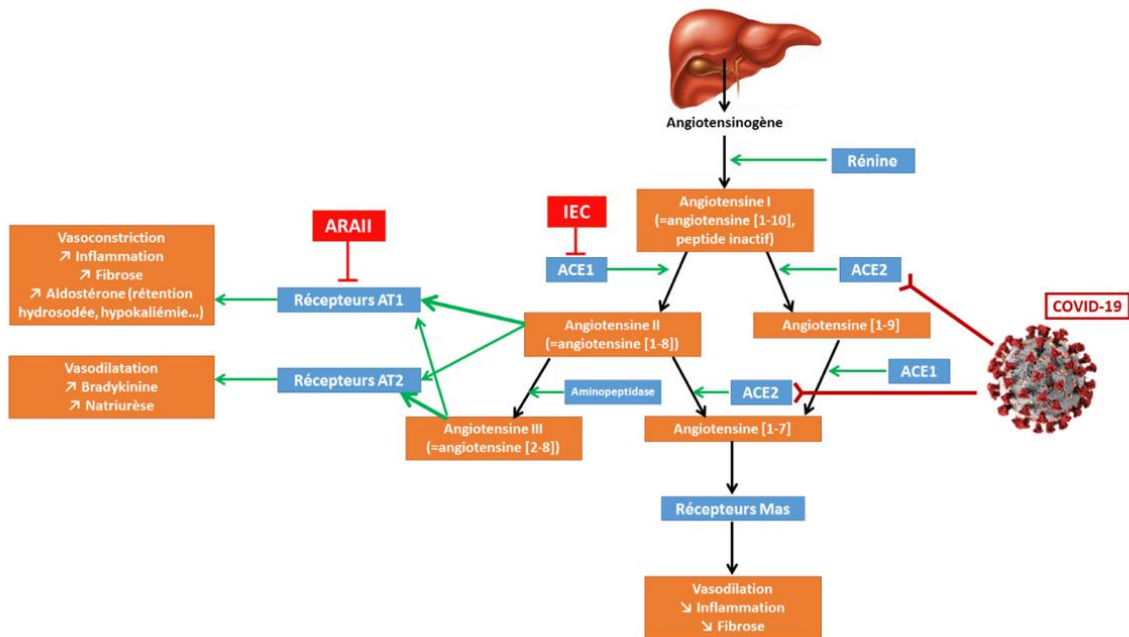 Angiotensinogène
Rénine
Angiotensine I
(=angiotensine [1-10],
peptide inactif)
IEC
ARAII
ACE1
ACE2
COVID-19
Vasoconstriction
↗ Inflammation
↗ Fibrose
↗ Aldostérone (rétention
hydrosodée, hypokaliémie...)
Récepteurs AT1
Angiotensine II
(=angiotensine [1-8])
Angiotensine [1-9]
Vasodilatation
↗ Bradykinine
↗ Natriurèse
Récepteurs AT2
Aminopeptidase
ACE2
ACE1
Angiotensine III
(=angiotensine [2-8])
Angiotensine [1-7]
Récepteurs Mas
Vasodilation
↘ Inflammation
↘ Fibrose